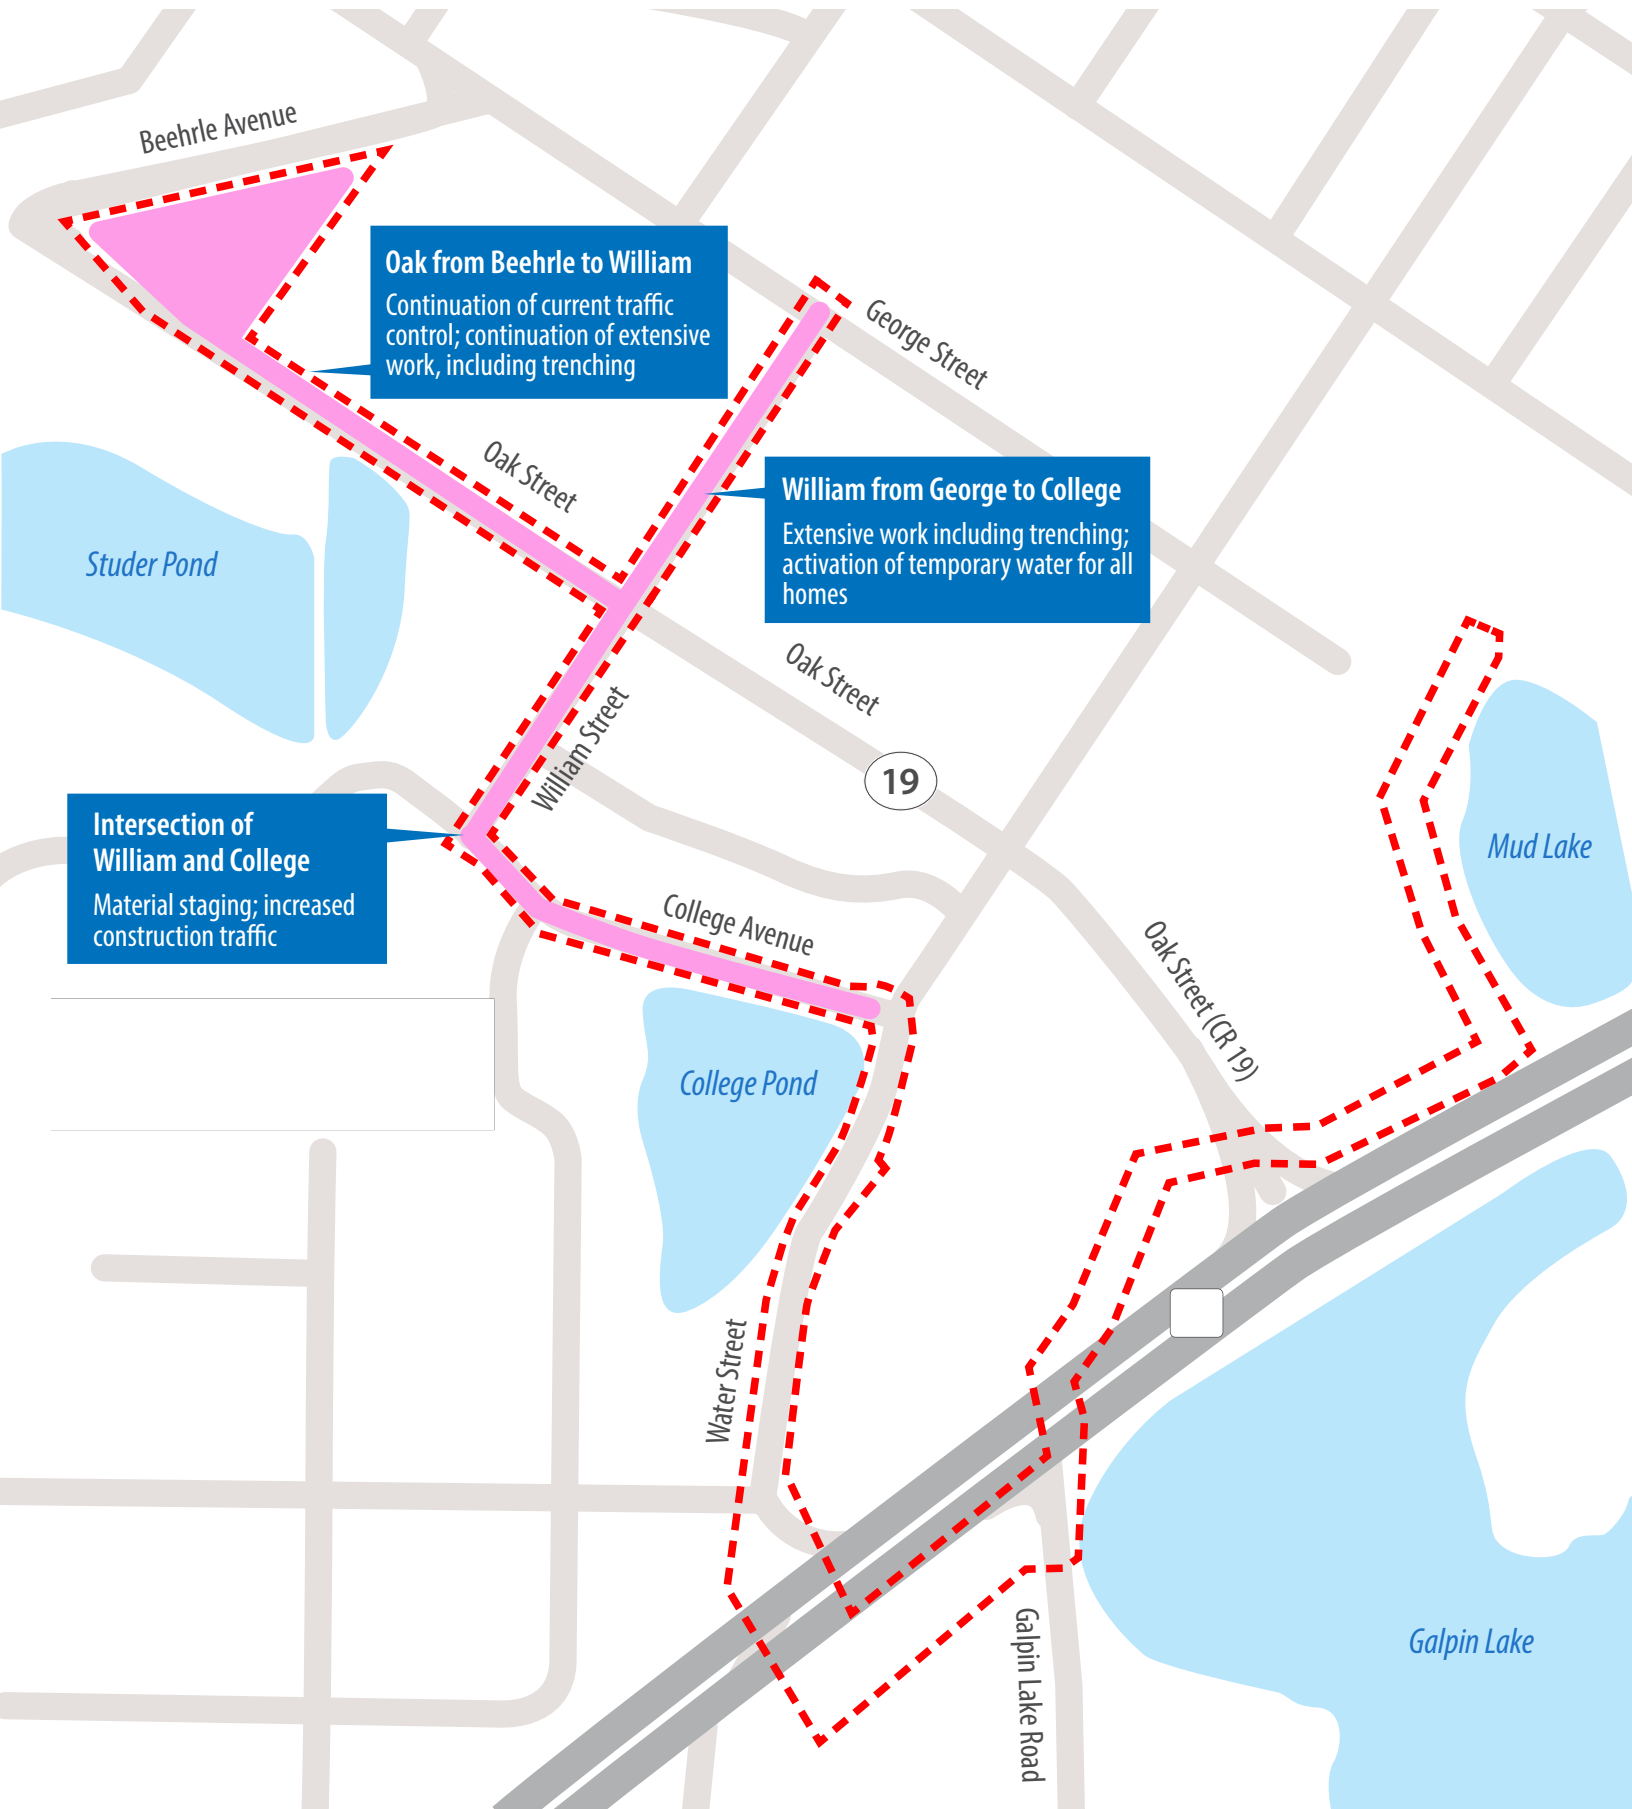 Beehrle Avenue
Oak from Beehrle to William
Continuation of current traffic
control; continuation of extensive
work, including trenching
George Street
Oak Street
William from George to College
Extensive work including trenching;
activation of temporary water for all
homes
Studer Pond
Oak Street
William Street
19
Intersection of
William and College
Material staging; increased
construction traffic
Mud Lake
College Avenue
Oak Street (CR 19)
College Pond
Water Street
Galpin Lake Road
Galpin Lake